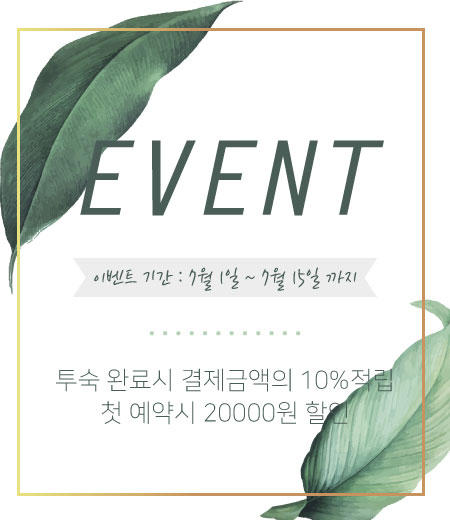 EVENT
이벤트 기간 : 7월 1일 ~ 7월 15일 까지
투숙 완료시 결제금액의 10%적립
첫 예약시 20000원 할인